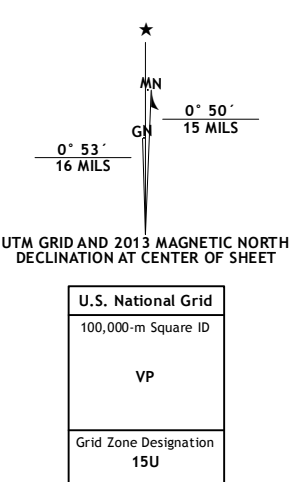 ★
MN
0° 50´
15 MILS
GN
0° 53´
16 MILS
UTM GRID AND 2013 MAGNETIC NORTH
DECLINATION AT CENTER OF SHEET
U.S. National Grid
100,000-m Square ID
VP
Grid Zone Designation
15U